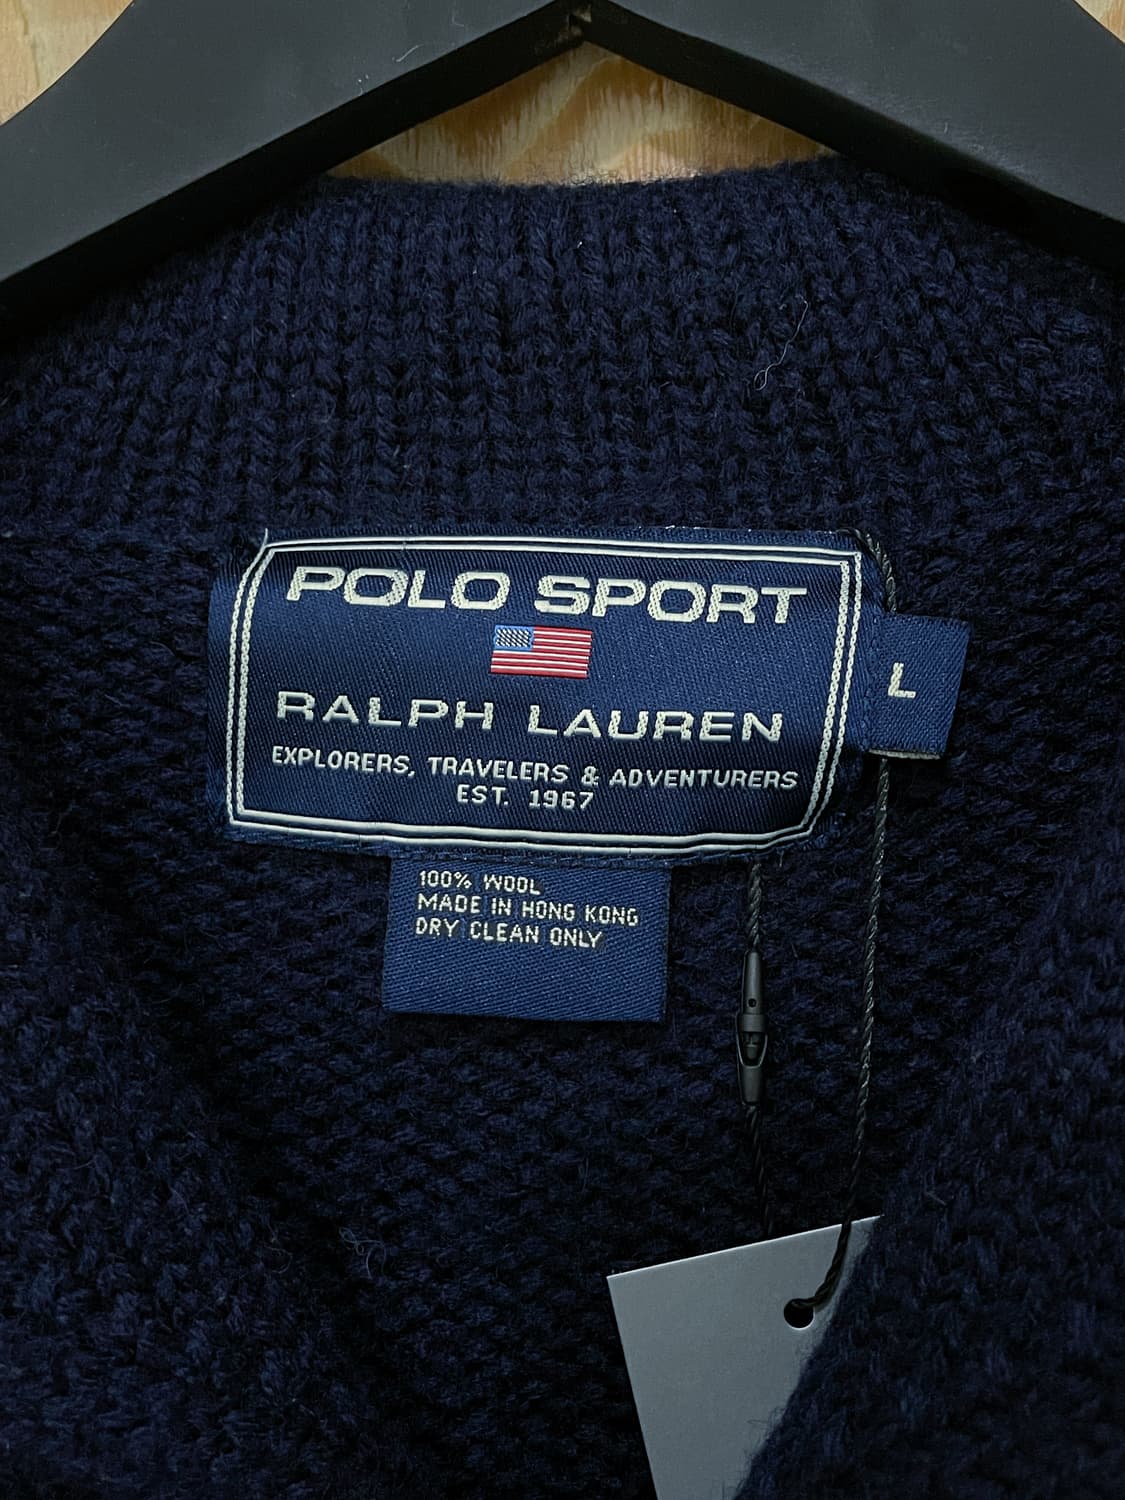 POLO SPORT
RALPH LAUREN
EXPLORERS, TRAVELERS & ADVENTURERS
EST. 1967
L
100% WOOL
MADE IN HONG KONG
DRY CLEAN ONLY